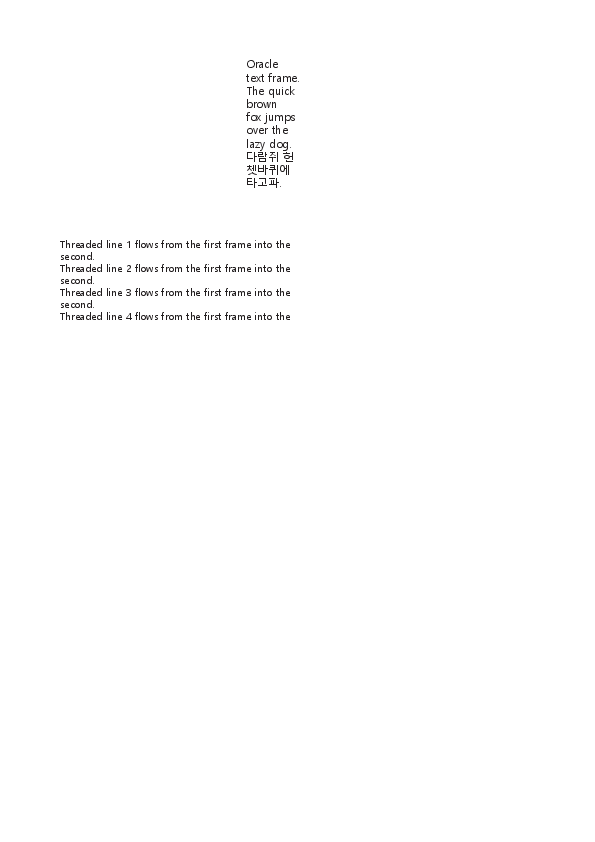 Oracle
text frame.
The quick
brown
fox jumps
over the
lazy dog.
다람쥐 헌
쳇바퀴에
타고파.
Threaded line 1 flows from the first frame into the
second.
Threaded line 2 flows from the first frame into the
second.
Threaded line 3 flows from the first frame into the
second.
Threaded line 4 flows from the first frame into the